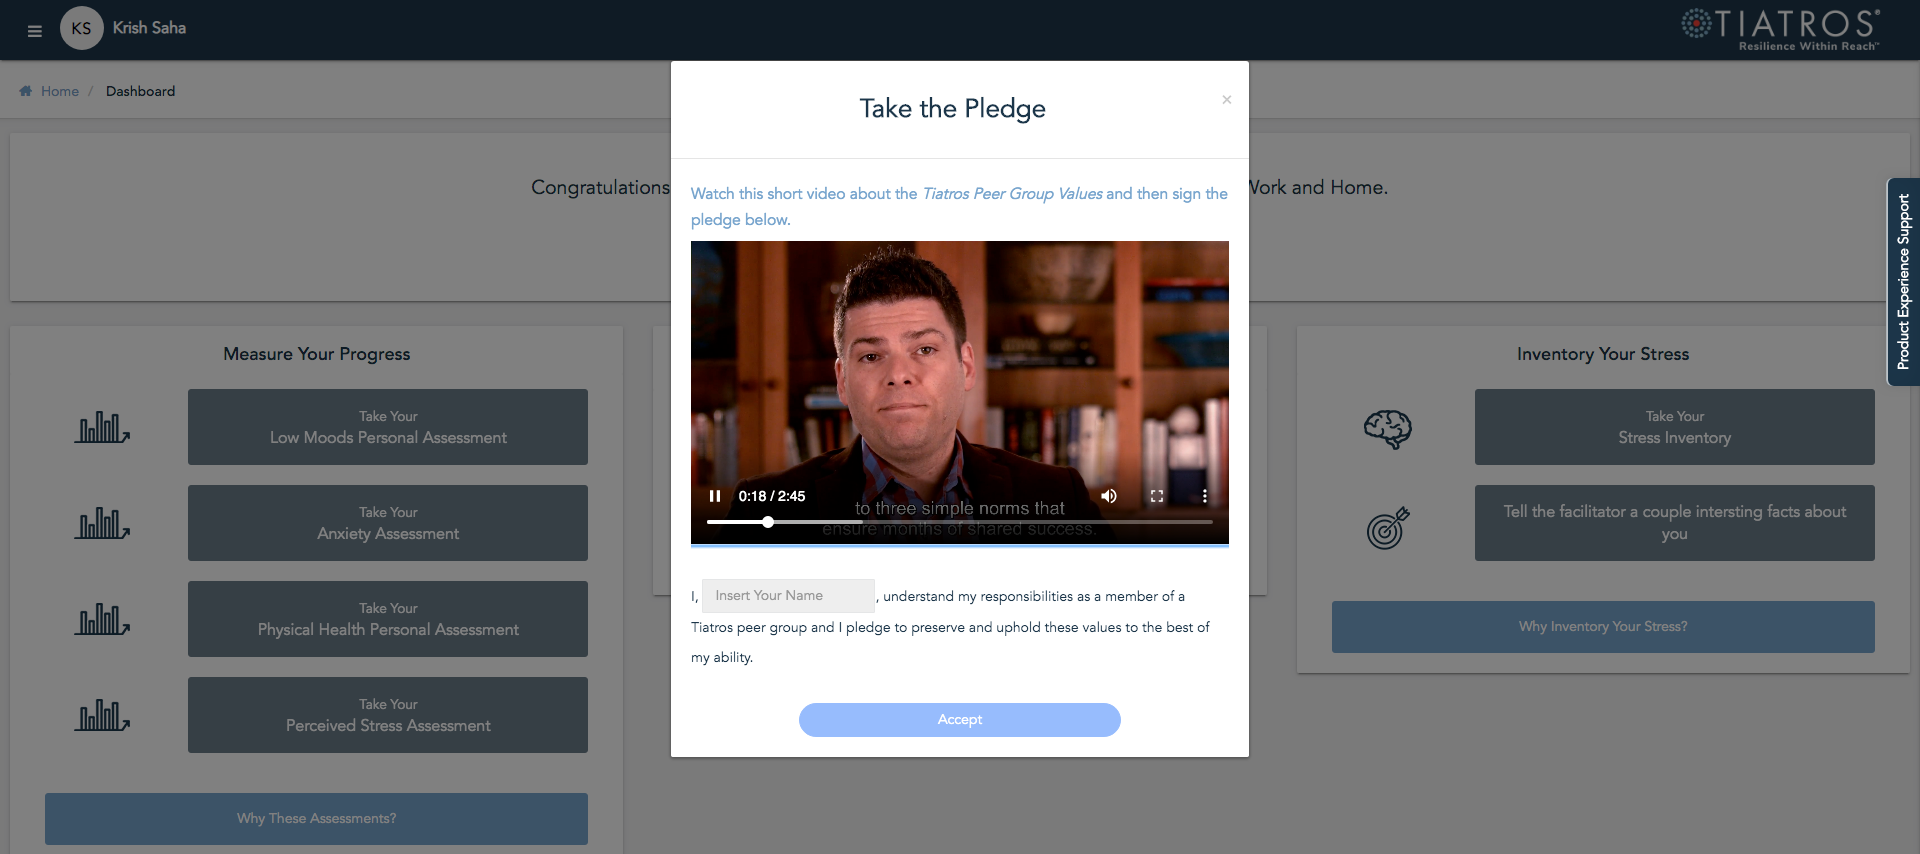 KS
Krish Saha
TIATROS®
Resilience Within Reach™
Home / Dashboard
Congratulations
Work and Home.
Take the Pledge
×
Watch this short video about the Tiatros Peer Group Values and then sign the
pledge below.
0:18 / 2:45
to three simple norms that
ensure months of shared success.
I, Insert Your Name , understand my responsibilities as a member of a
Tiatros peer group and I pledge to preserve and uphold these values to the best of
my ability.
Accept
Measure Your Progress
Take Your
Low Moods Personal Assessment
Take Your
Anxiety Assessment
Take Your
Physical Health Personal Assessment
Take Your
Perceived Stress Assessment
Why These Assessments?
Inventory Your Stress
Take Your
Stress Inventory
Tell the facilitator a couple intersting facts about
you
Why Inventory Your Stress?
Product Experience Support